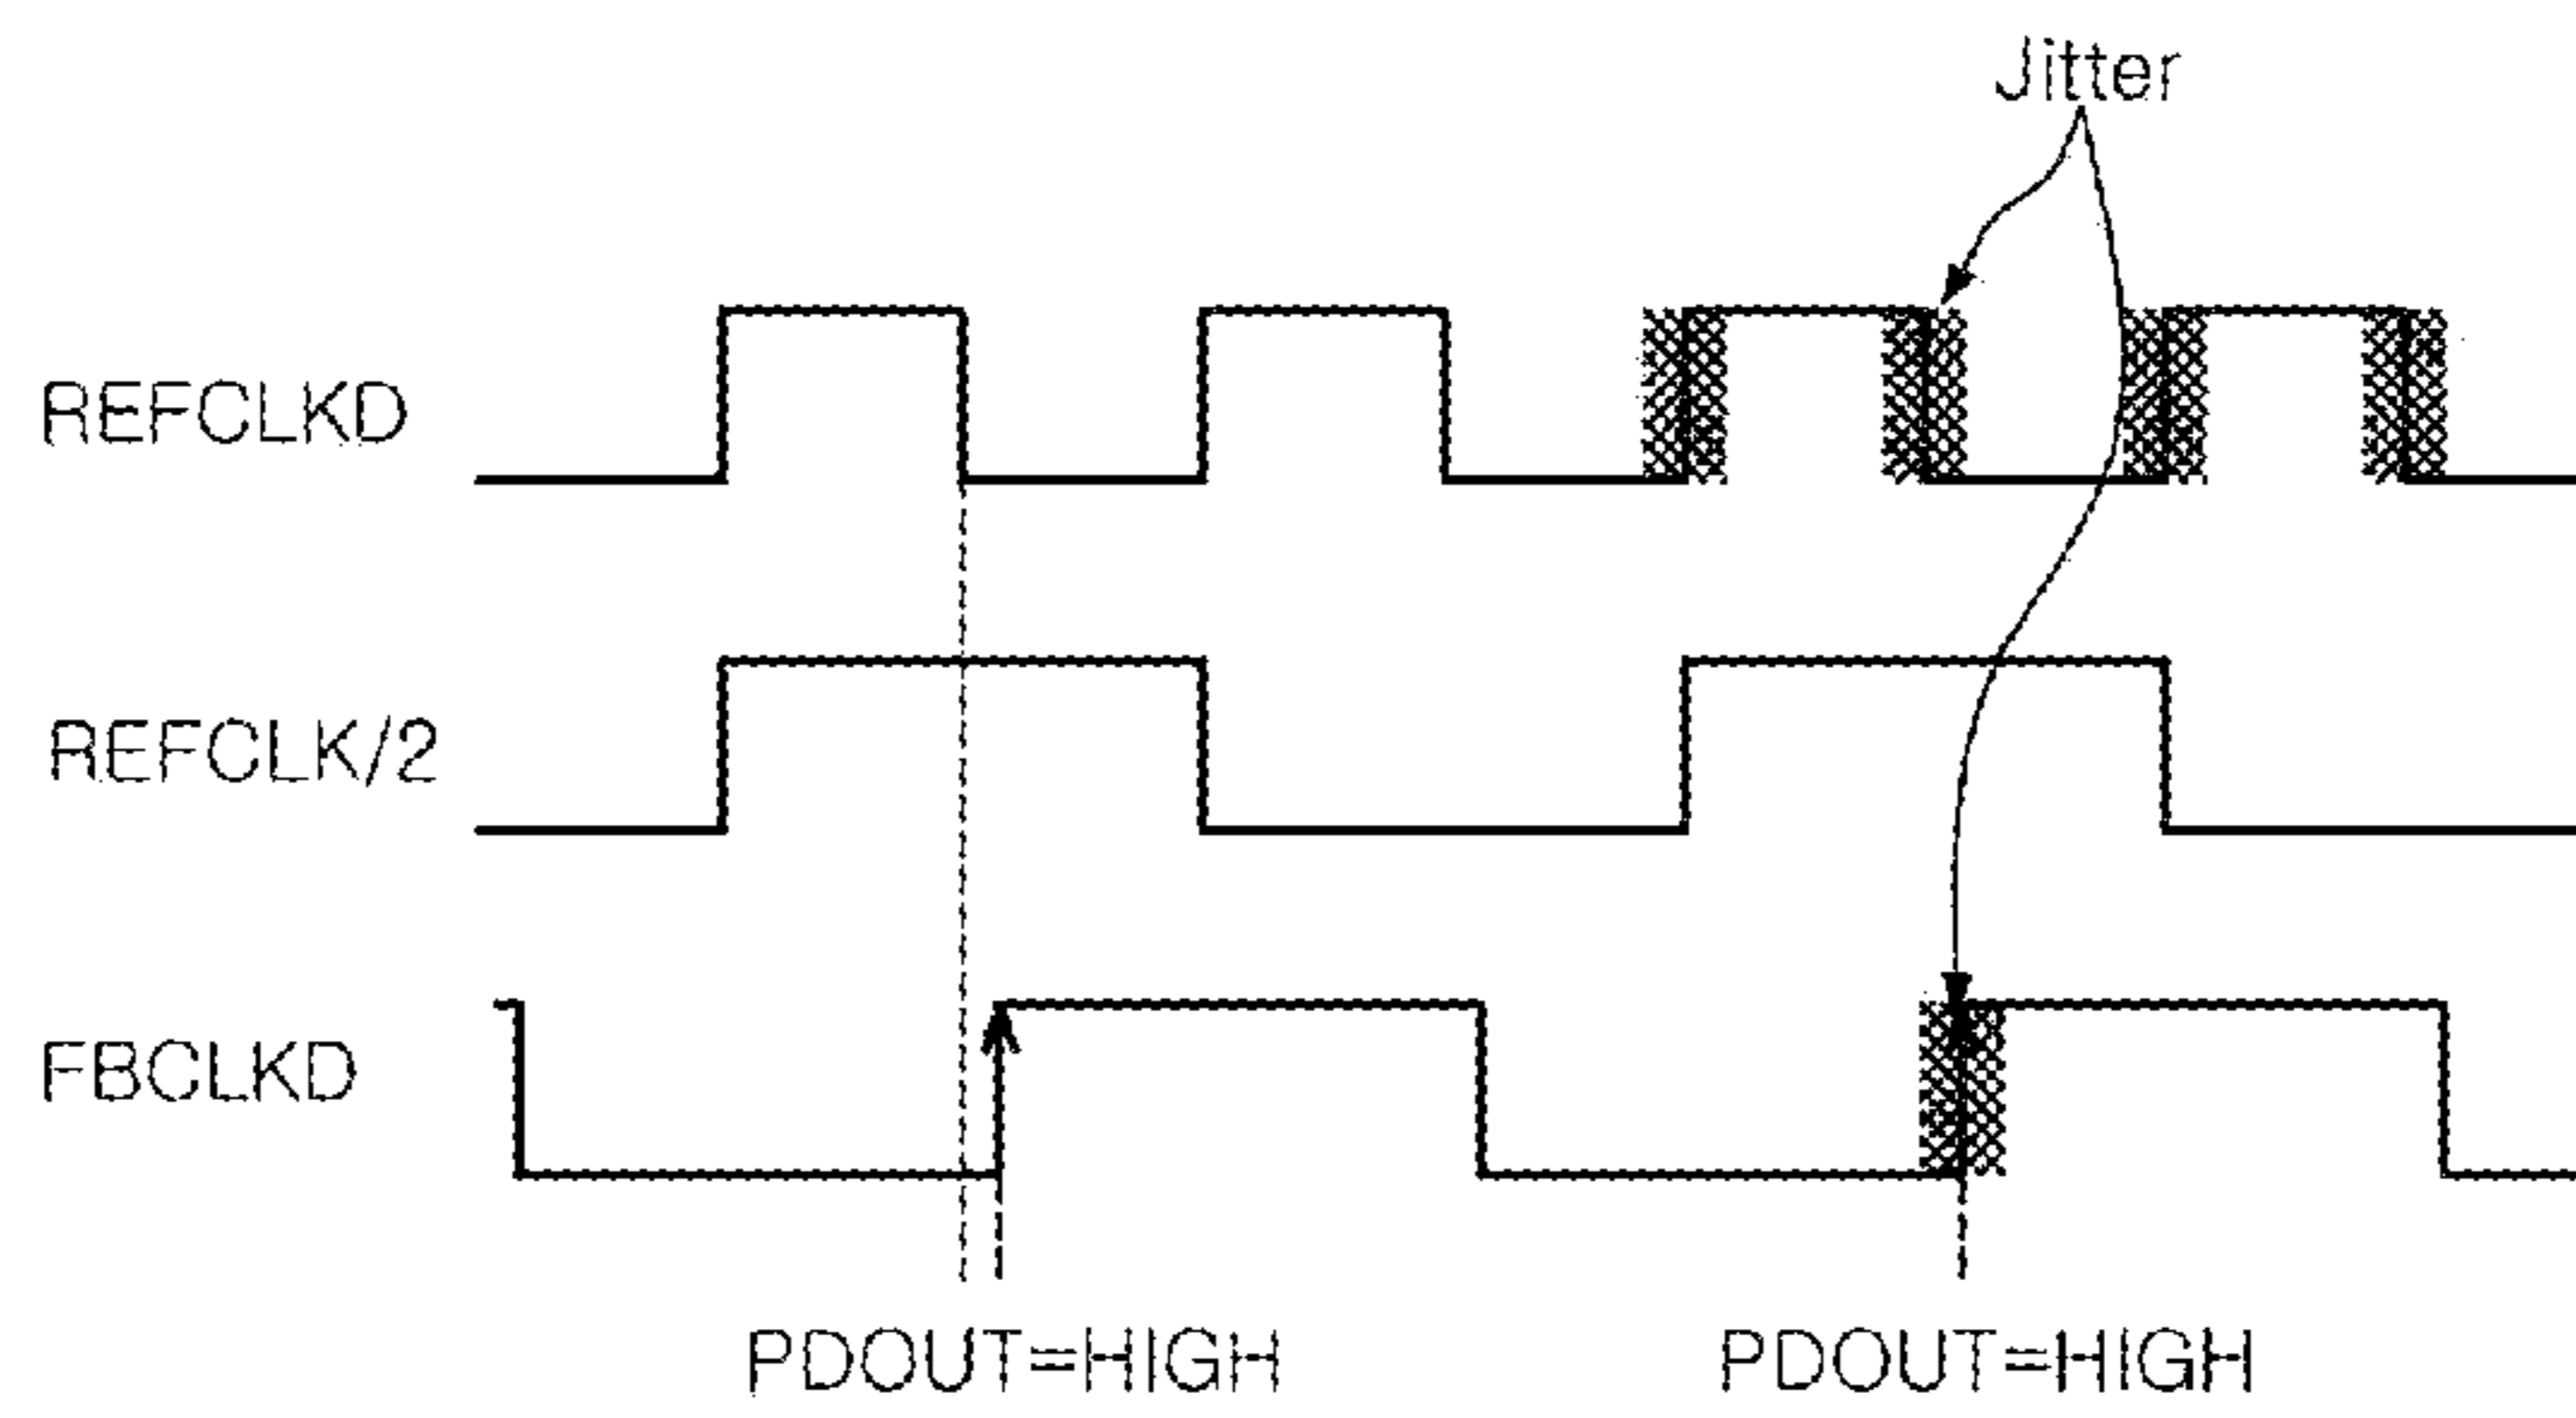 Jitter
REFCLKD
REFCLK/2
FBCLKD
PDOUT=HIGH
PDOUT=HIGH